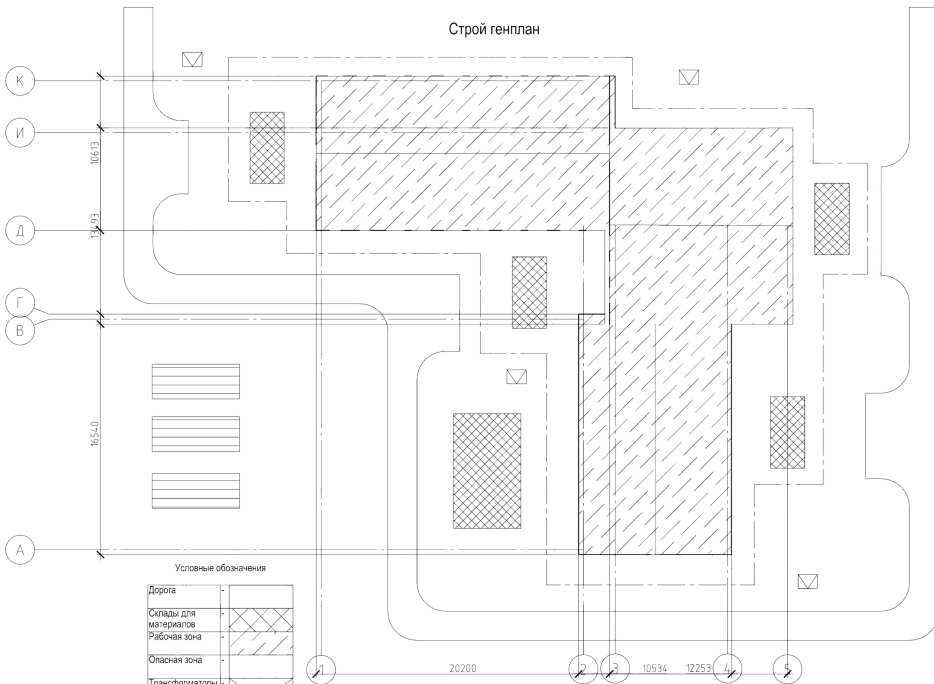 Строй генплан
К
И
10613
13493
Д
Г
В
16540
А
Условные обозначения
Дорога -
Склады для -
материалов
Рабочая зона -
Опасная зона -
Трансформаторы -
1
20200
2
3
10534
12253
4
5